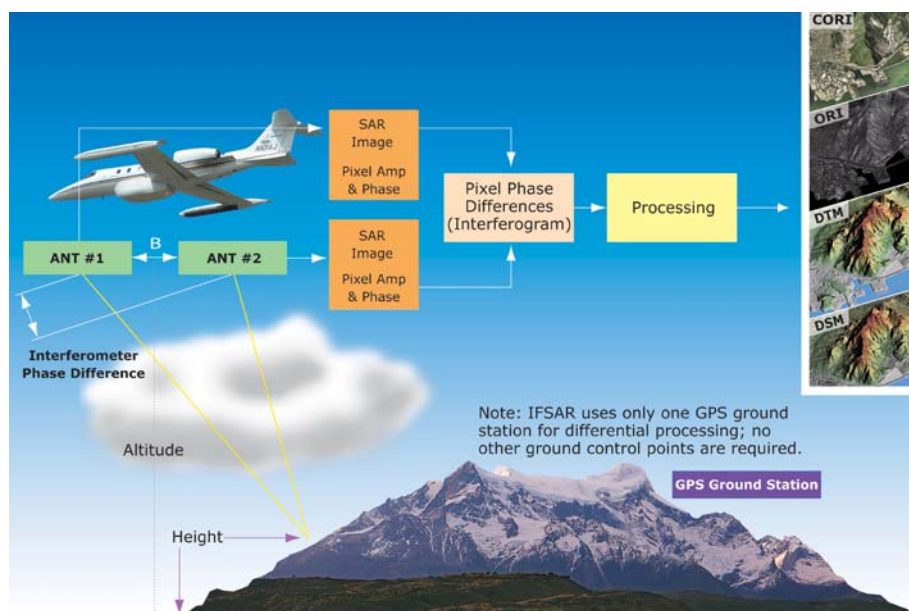 CORI
ORI
DTM
DSM
SAR
Image
Pixel Amp
& Phase
Pixel Phase
Differences
(Interferogram)
Processing
ANT #1
B
ANT #2
SAR
Image
Pixel Amp
& Phase
Interferometer
Phase Difference
Altitude
Note: IFSAR uses only one GPS ground
station for differential processing; no
other ground control points are required.
GPS Ground Station
Height